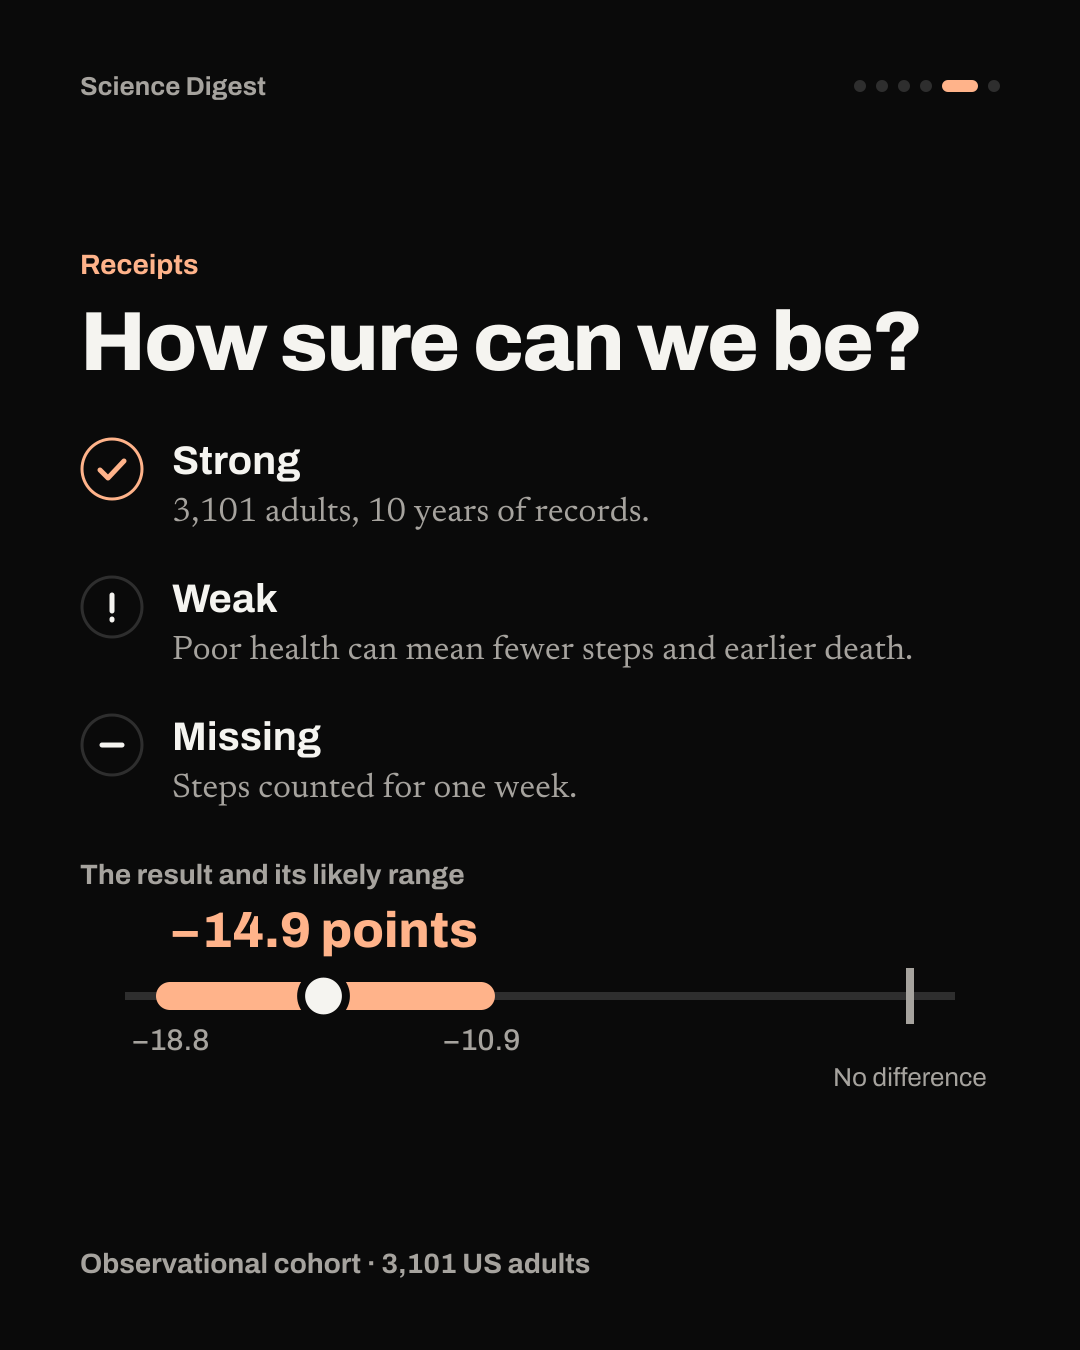 Science Digest
Receipts
How sure can we be?
Strong
3,101 adults, 10 years of records.
Weak
Poor health can mean fewer steps and earlier death.
Missing
Steps counted for one week.
The result and its likely range
−14.9 points
−18.8
−10.9
No difference
Observational cohort · 3,101 US adults